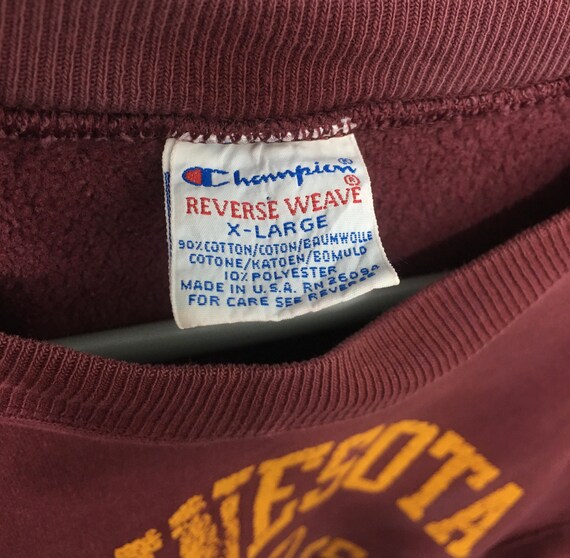 Champion®
REVERSE WEAVE®
X-LARGE
90% COTTON/COTON/BAUMWOLLE
COTONE/KATOEN/BOMULD
10% POLYESTER
MADE IN U.S.A. RN 26094
FOR CARE SEE REVERSE
NESOTA